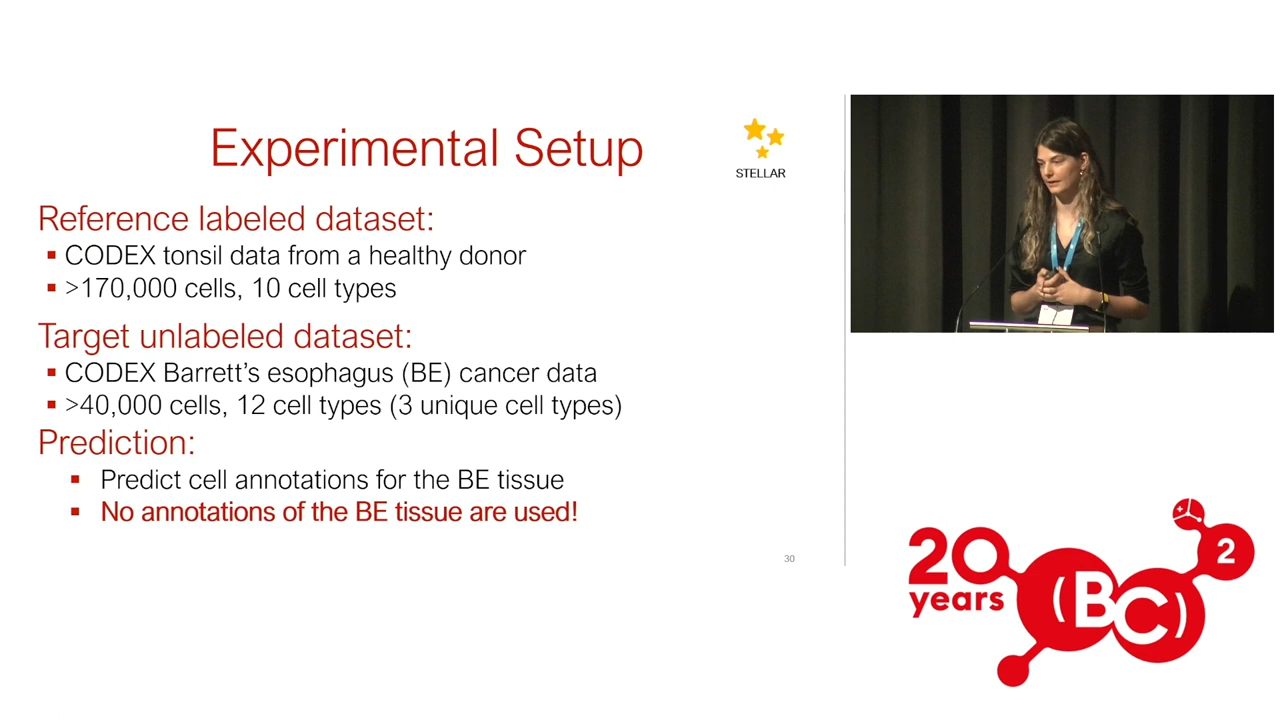 Experimental Setup
STELLAR
Reference labeled dataset:
▪ CODEX tonsil data from a healthy donor
▪ >170,000 cells, 10 cell types
Target unlabeled dataset:
▪ CODEX Barrett's esophagus (BE) cancer data
▪ >40,000 cells, 12 cell types (3 unique cell types)
Prediction:
▪ Predict cell annotations for the BE tissue
▪ No annotations of the BE tissue are used!
30
20
years
(BC)
2